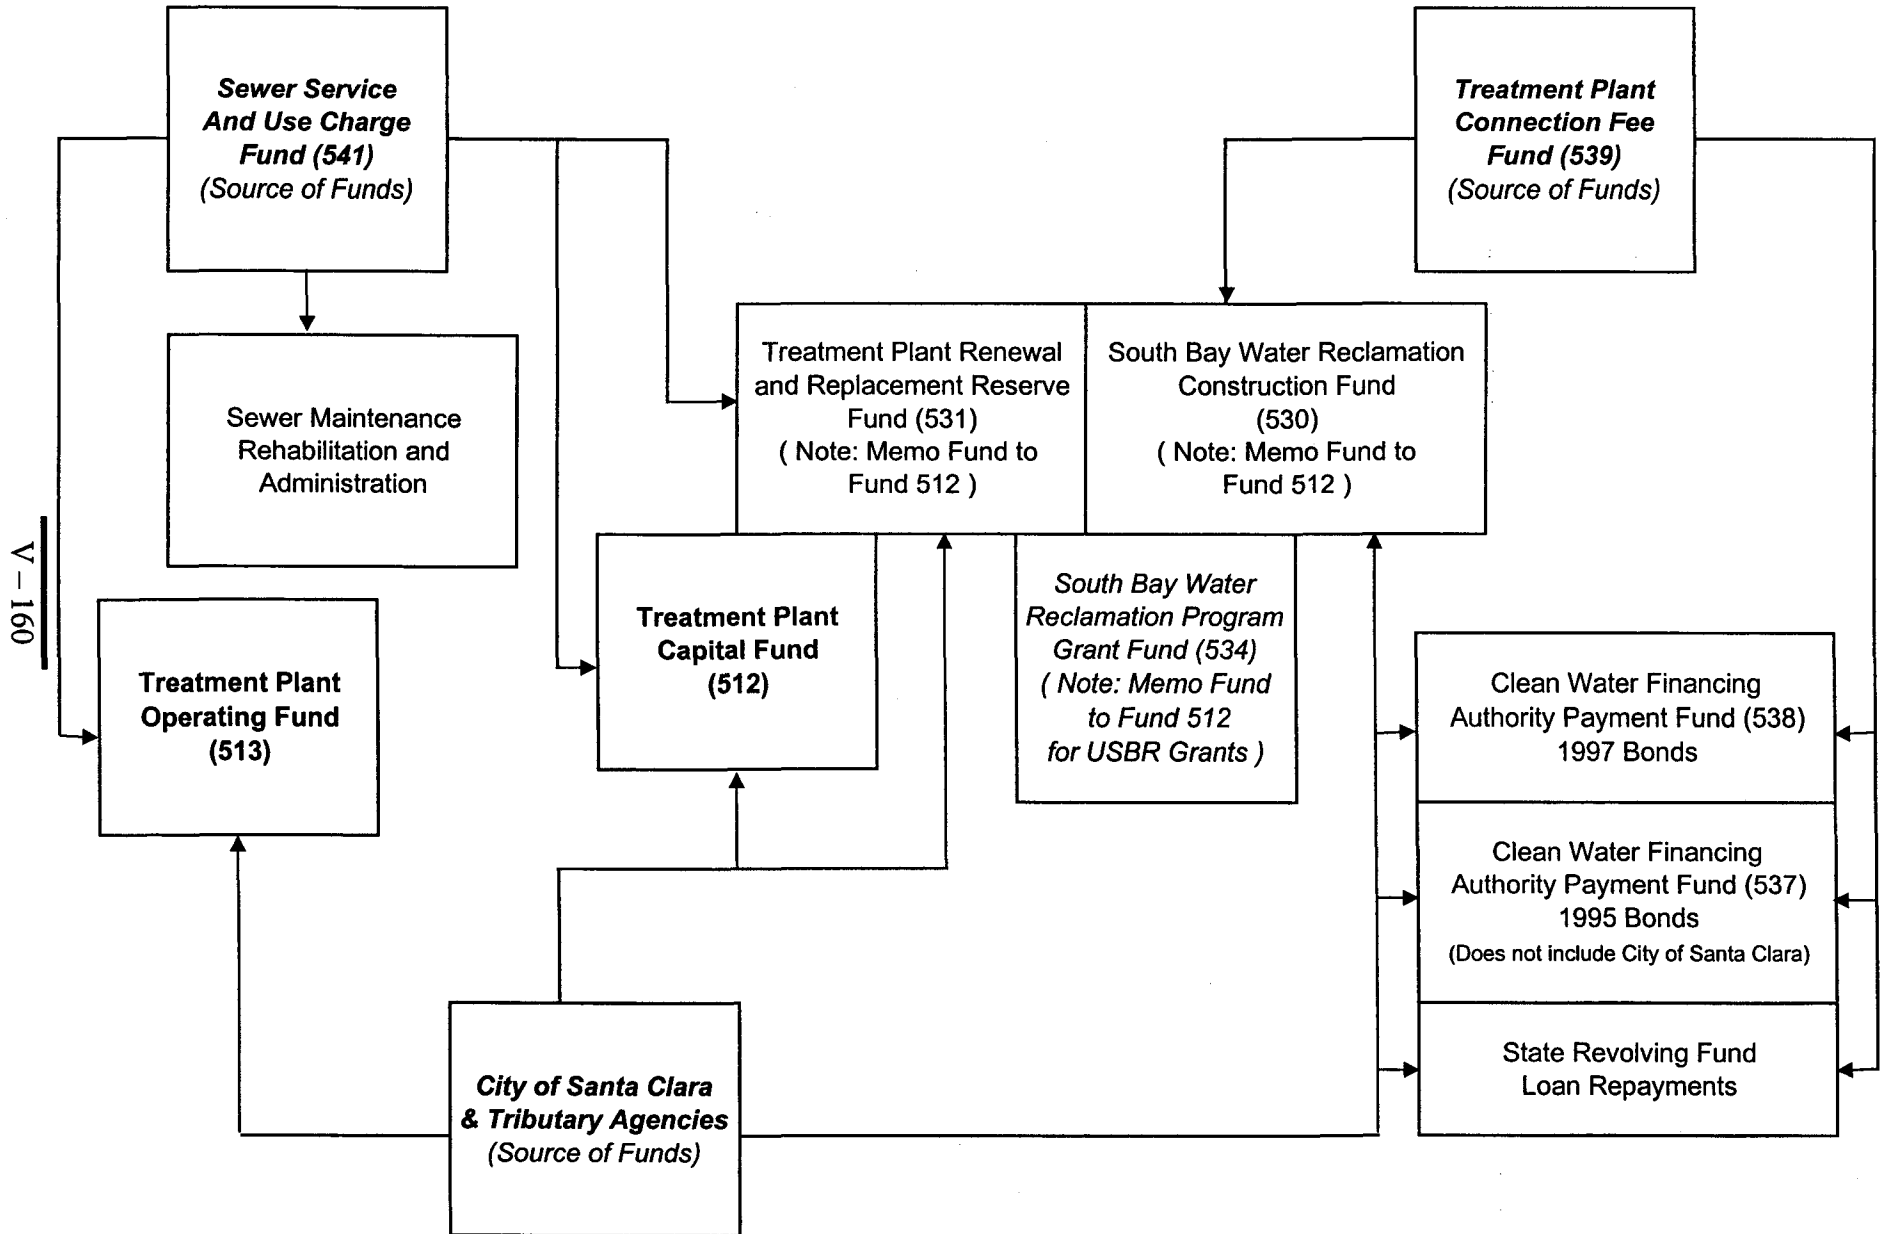 Sewer Service
And Use Charge
Fund (541)
(Source of Funds)
Treatment Plant
Connection Fee
Fund (539)
(Source of Funds)
Sewer Maintenance
Rehabilitation and
Administration
Treatment Plant Renewal
and Replacement Reserve
Fund (531)
( Note: Memo Fund to
Fund 512 )
South Bay Water Reclamation
Construction Fund
(530)
( Note: Memo Fund to
Fund 512 )
V – 160
Treatment Plant
Operating Fund
(513)
Treatment Plant
Capital Fund
(512)
South Bay Water
Reclamation Program
Grant Fund (534)
( Note: Memo Fund
to Fund 512
for USBR Grants )
Clean Water Financing
Authority Payment Fund (538)
1997 Bonds
Clean Water Financing
Authority Payment Fund (537)
1995 Bonds
(Does not include City of Santa Clara)
State Revolving Fund
Loan Repayments
City of Santa Clara
& Tributary Agencies
(Source of Funds)